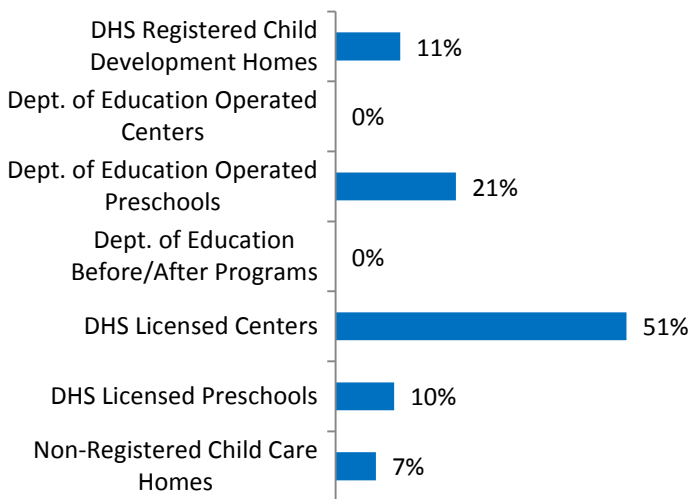 DHS Registered Child
Development Homes
11%
Dept. of Education Operated
Centers
0%
Dept. of Education Operated
Preschools
21%
Dept. of Education
Before/After Programs
0%
DHS Licensed Centers
51%
DHS Licensed Preschools
10%
Non-Registered Child Care
Homes
7%